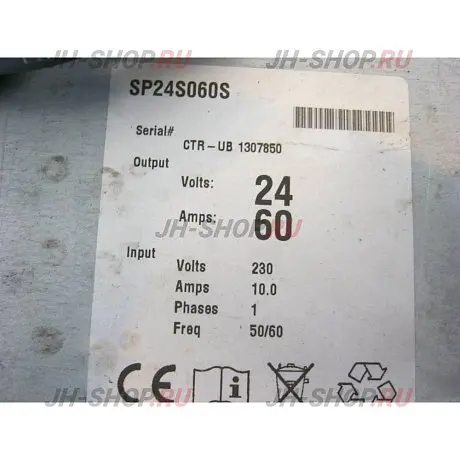 JH-SHOP.RU JH-SHOP.RU
SP24S060S
Serial# CTR-UB 1307850
Output
Volts: 24
Amps: 60
JH-SHOP.RU
Input
Volts 230
Amps 10.0
Phases 1
Freq 50/60
CE
JH-SHOP.RU JH-SHOP.RU